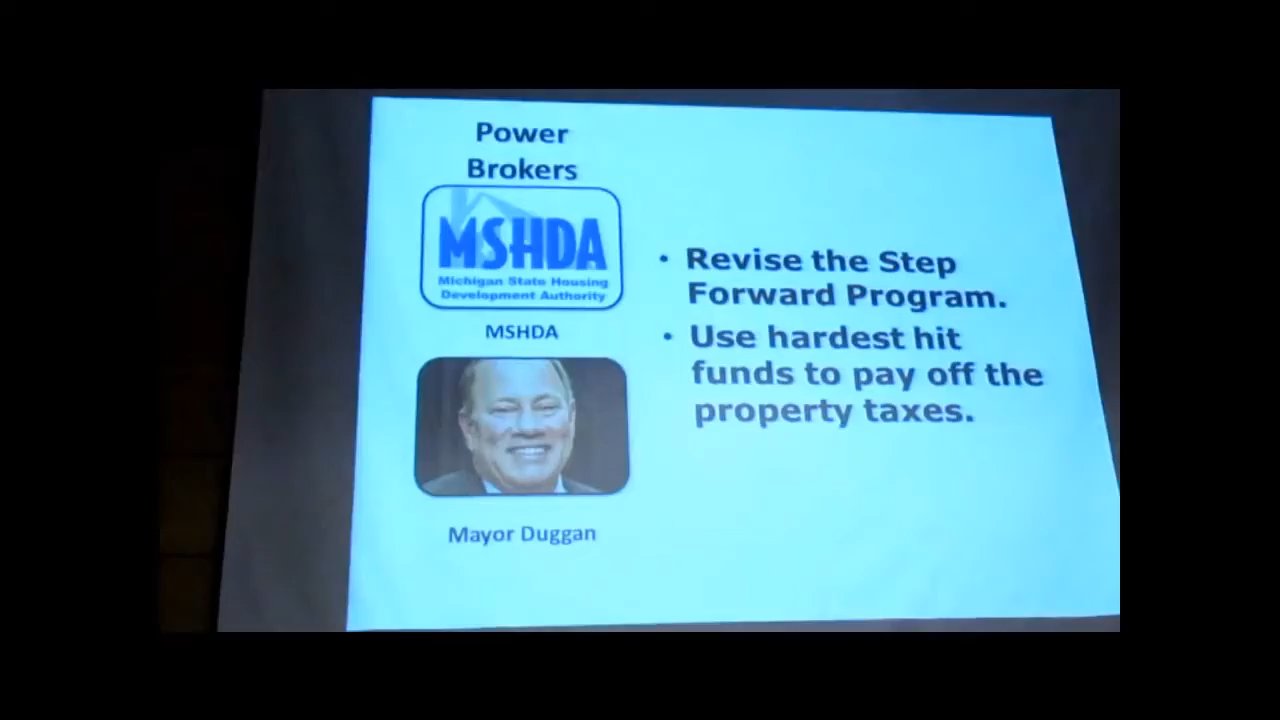 Power
Brokers
MSHDA
Michigan State Housing
Development Authority
MSHDA
Mayor Duggan
• Revise the Step
Forward Program.
• Use hardest hit
funds to pay off the
property taxes.